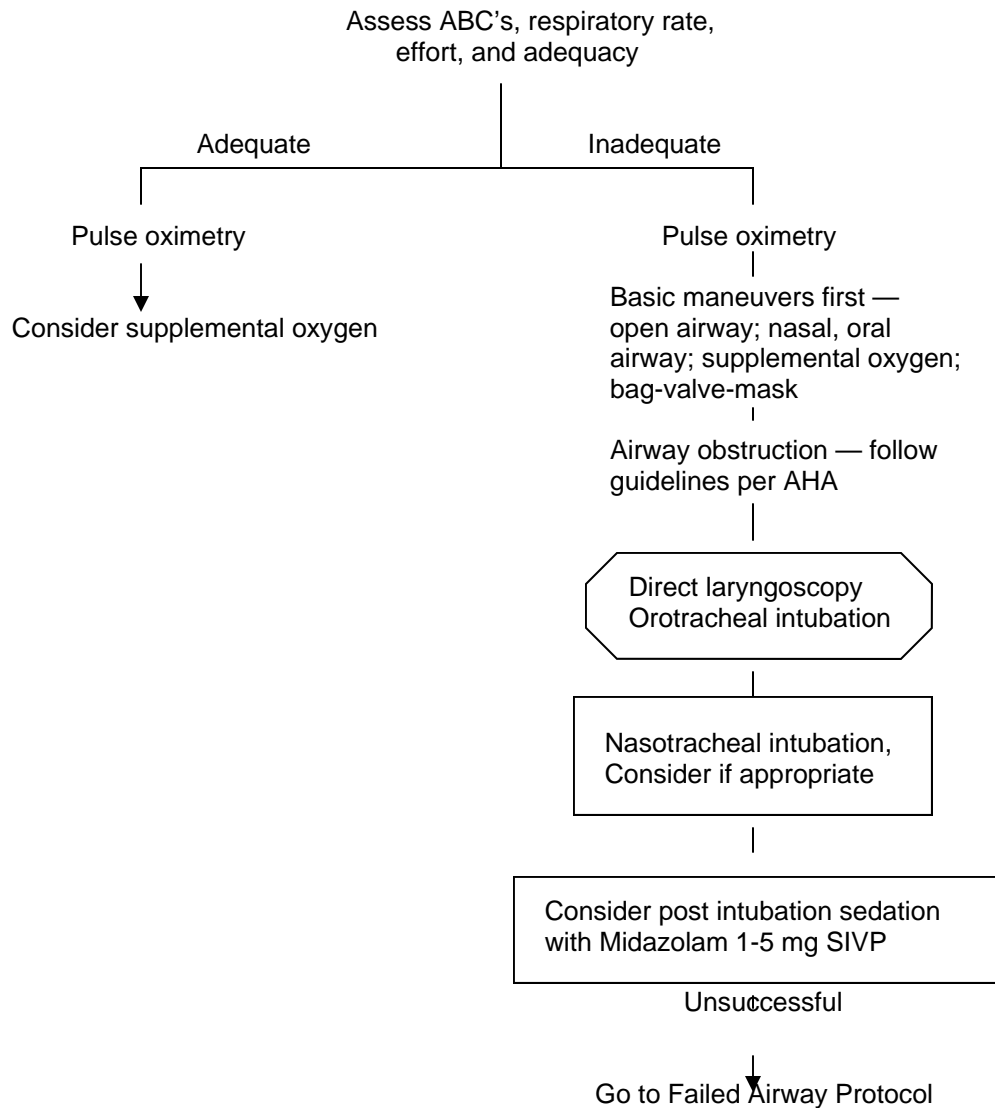 Assess ABC’s, respiratory rate,
effort, and adequacy
Adequate
Inadequate
Pulse oximetry
Consider supplemental oxygen
Pulse oximetry
Basic maneuvers first —
open airway; nasal, oral
airway; supplemental oxygen;
bag-valve-mask
Airway obstruction — follow
guidelines per AHA
Direct laryngoscopy
Orotracheal intubation
Nasotracheal intubation,
Consider if appropriate
Consider post intubation sedation
with Midazolam 1-5 mg SIVP
Unsuccessful
Go to Failed Airway Protocol